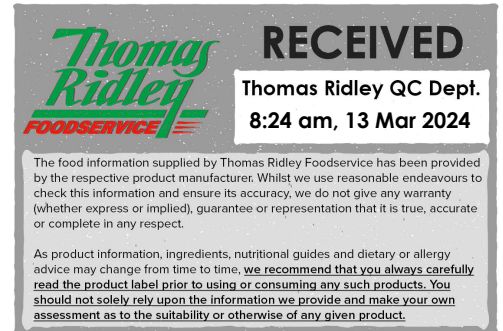 Thomas
Ridley
FOODSERVICE
RECEIVED
Thomas Ridley QC Dept.
8:24 am, 13 Mar 2024
The food information supplied by Thomas Ridley Foodservice has been provided
by the respective product manufacturer. Whilst we use reasonable endeavours to
check this information and ensure its accuracy, we do not give any warranty
(whether express or implied), guarantee or representation that it is true, accurate
or complete in any respect.
As product information, ingredients, nutritional guides and dietary or allergy
advice may change from time to time, we recommend that you always carefully
read the product label prior to using or consuming any such products. You
should not solely rely upon the information we provide and make your own
assessment as to the suitability or otherwise of any given product.